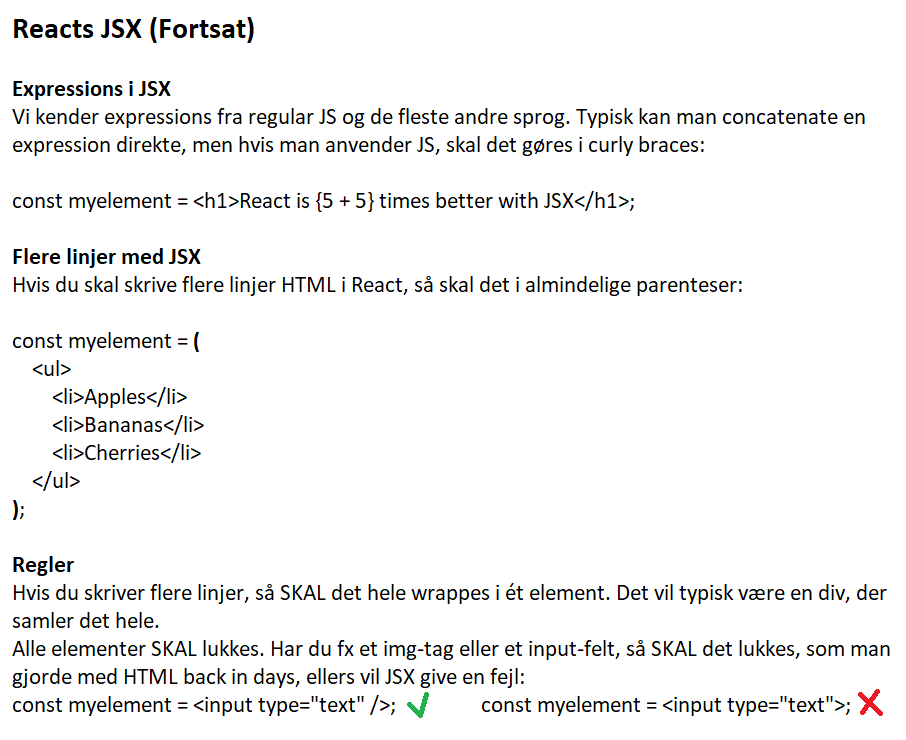 Reacts JSX (Fortsat)
Expressions i JSX
Vi kender expressions fra regular JS og de fleste andre sprog. Typisk kan man concatenate en
expression direkte, men hvis man anvender JS, skal det gøres i curly braces:
const myelement = <h1>React is {5 + 5} times better with JSX</h1>;
Flere linjer med JSX
Hvis du skal skrive flere linjer HTML i React, så skal det i almindelige parenteser:
const myelement = (
<ul>
<li>Apples</li>
<li>Bananas</li>
<li>Cherries</li>
</ul>
);
Regler
Hvis du skriver flere linjer, så SKAL det hele wrappes i ét element. Det vil typisk være en div, der
samler det hele.
Alle elementer SKAL lukkes. Har du fx et img-tag eller et input-felt, så SKAL det lukkes, som man
gjorde med HTML back in days, ellers vil JSX give en fejl:
const myelement = <input type="text" />; const myelement = <input type="text">;